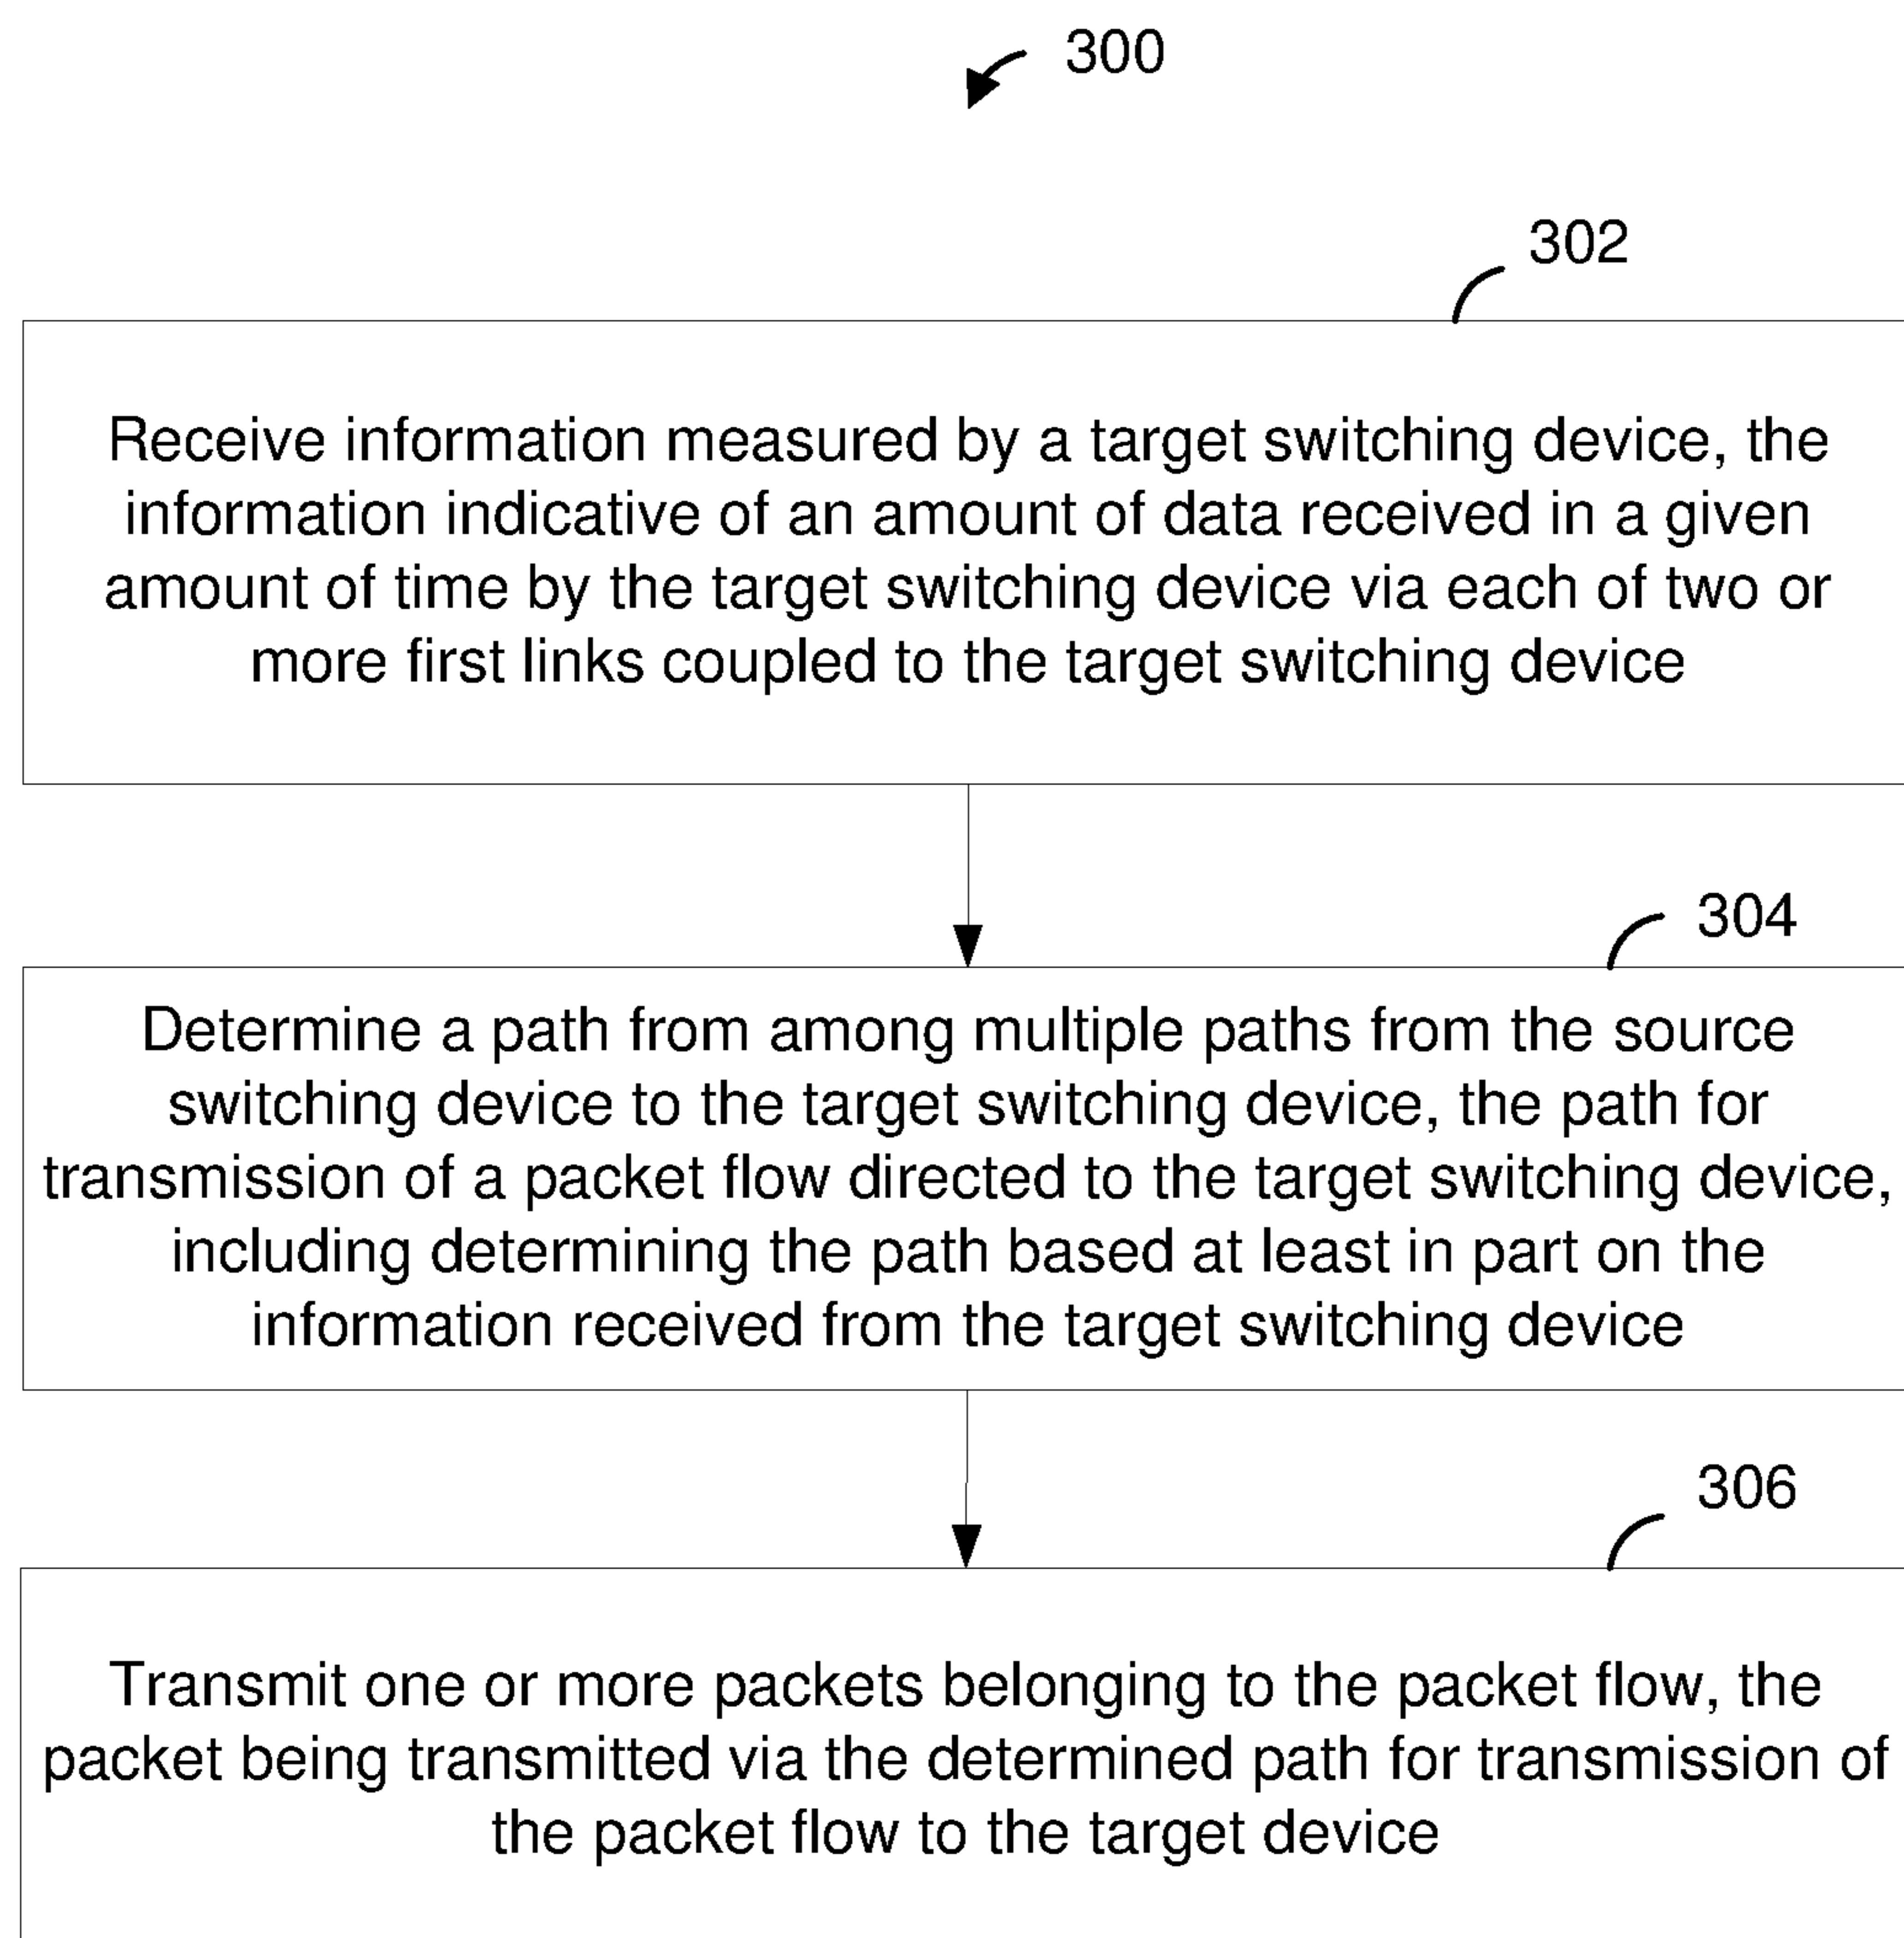 300
302
Receive information measured by a target switching device, the
information indicative of an amount of data received in a given
amount of time by the target switching device via each of two or
more first links coupled to the target switching device
304
Determine a path from among multiple paths from the source
switching device to the target switching device, the path for
transmission of a packet flow directed to the target switching device,
including determining the path based at least in part on the
information received from the target switching device
306
Transmit one or more packets belonging to the packet flow, the
packet being transmitted via the determined path for transmission of
the packet flow to the target device